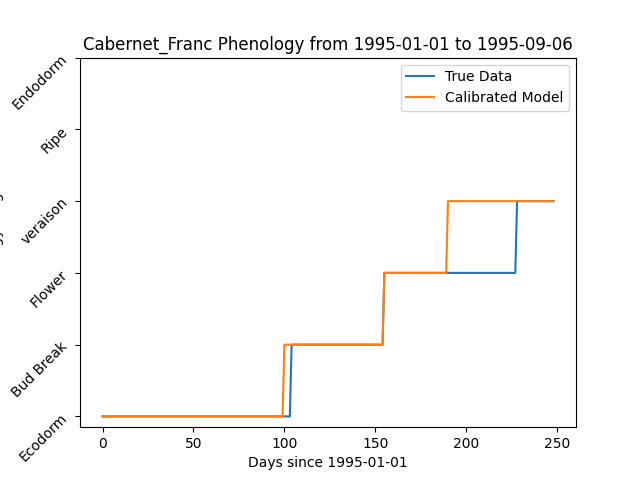 Cabernet_Franc Phenology from 1995-01-01 to 1995-09-06
True Data
Calibrated Model
Endodorm
Ripe
veraison
Flower
Bud Break
Ecodorm
0 50 100 150 200 250
Days since 1995-01-01